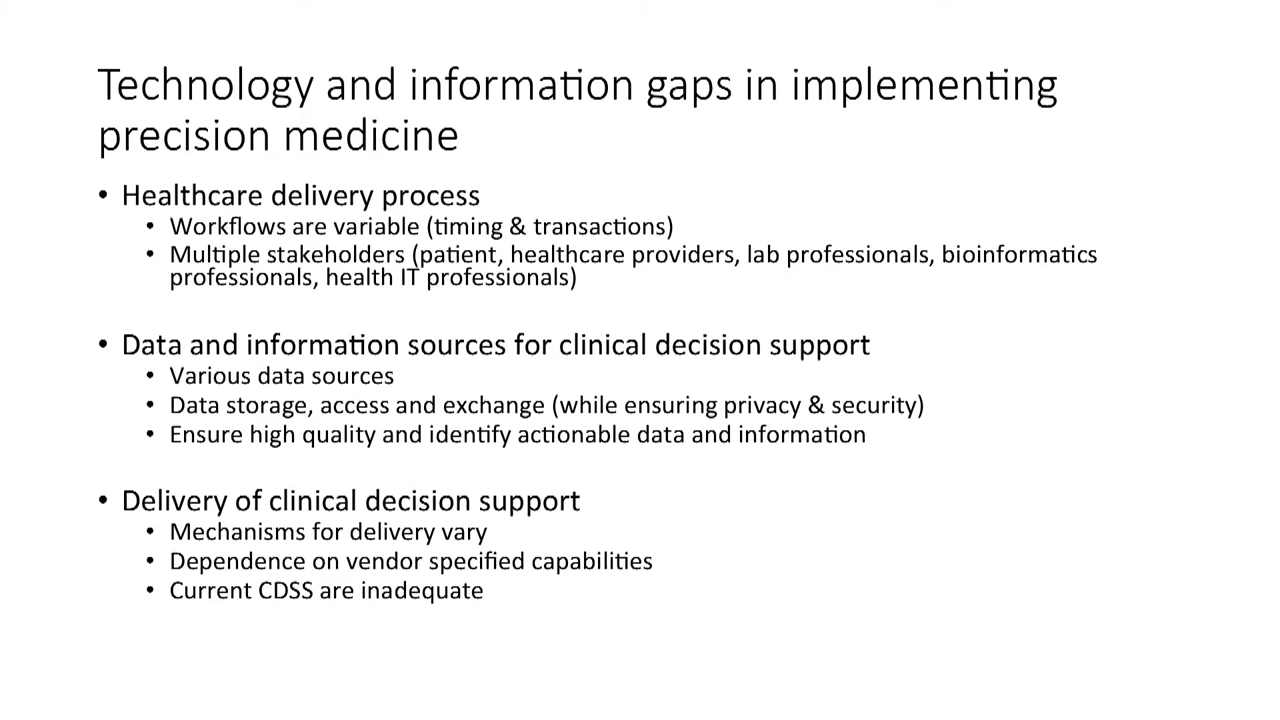 Technology and information gaps in implementing
precision medicine
• Healthcare delivery process
• Workflows are variable (timing & transactions)
• Multiple stakeholders (patient, healthcare providers, lab professionals, bioinformatics
professionals, health IT professionals)
• Data and information sources for clinical decision support
• Various data sources
• Data storage, access and exchange (while ensuring privacy & security)
• Ensure high quality and identify actionable data and information
• Delivery of clinical decision support
• Mechanisms for delivery vary
• Dependence on vendor specified capabilities
• Current CDSS are inadequate